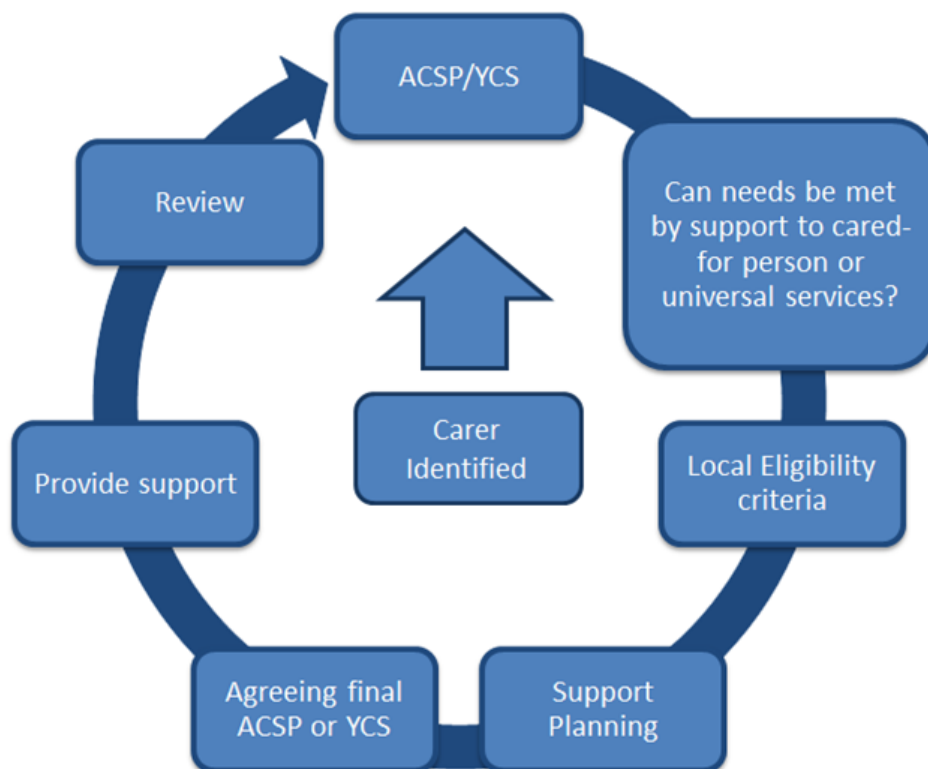 ACSP/YCS
Can needs be met
by support to cared-
for person or
universal services?
Local Eligibility
criteria
Support
Planning
Agreeing final
ACSP or YCS
Provide support
Review
Carer
Identified